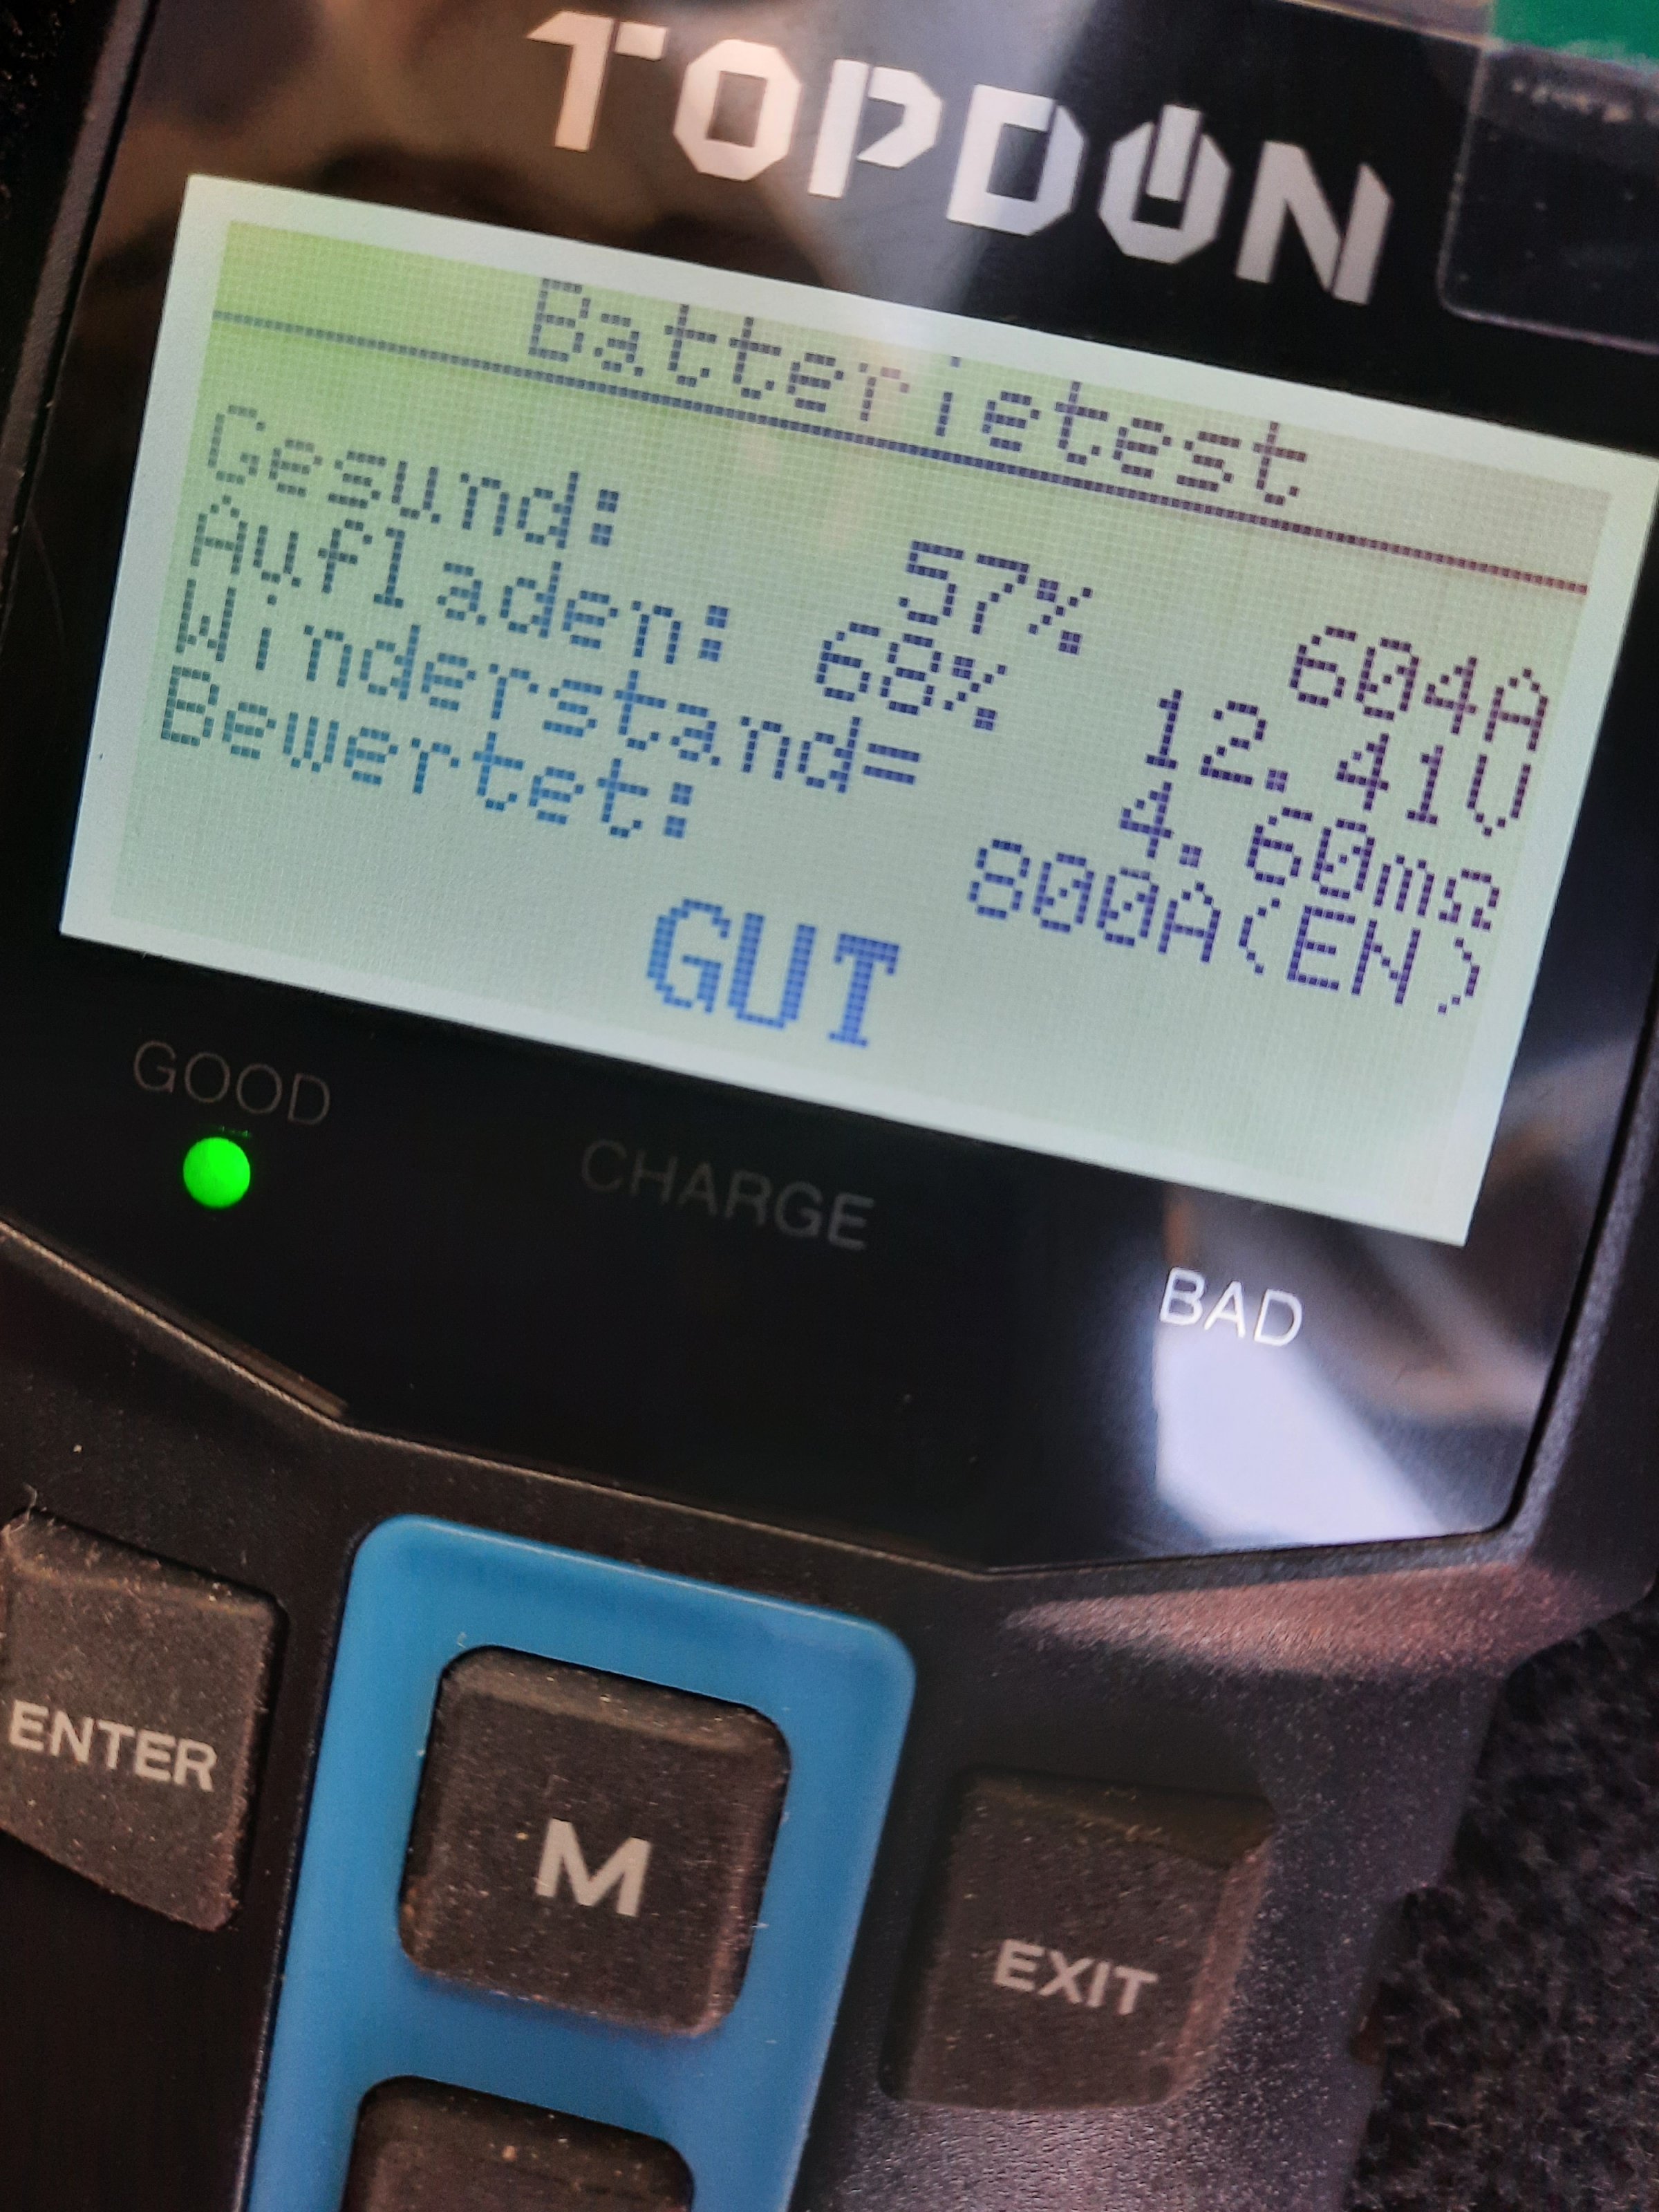 TOPDON
Batterietest
Gesund: 57% 604A
Aufladen: 68% 12.41V
Winderstand= 4.60mΩ
Bewertet: 800A(EN)
GUT
GOOD
CHARGE
BAD
ENTER
M
EXIT